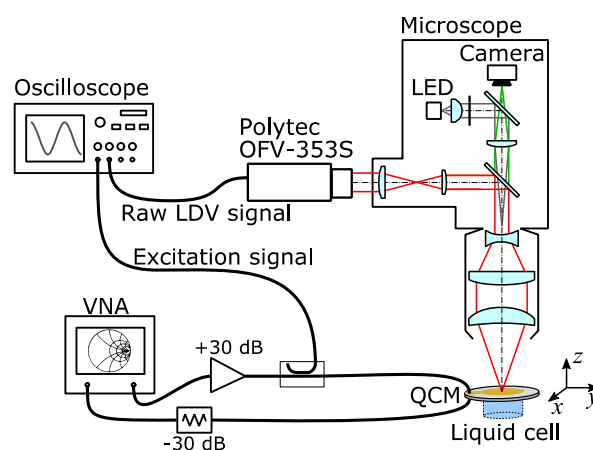 Microscope
Camera
LED
Oscilloscope
Polytec
OFV-353S
Raw LDV signal
Excitation signal
VNA
+30 dB
-30 dB
QCM
Liquid cell
z
x
y